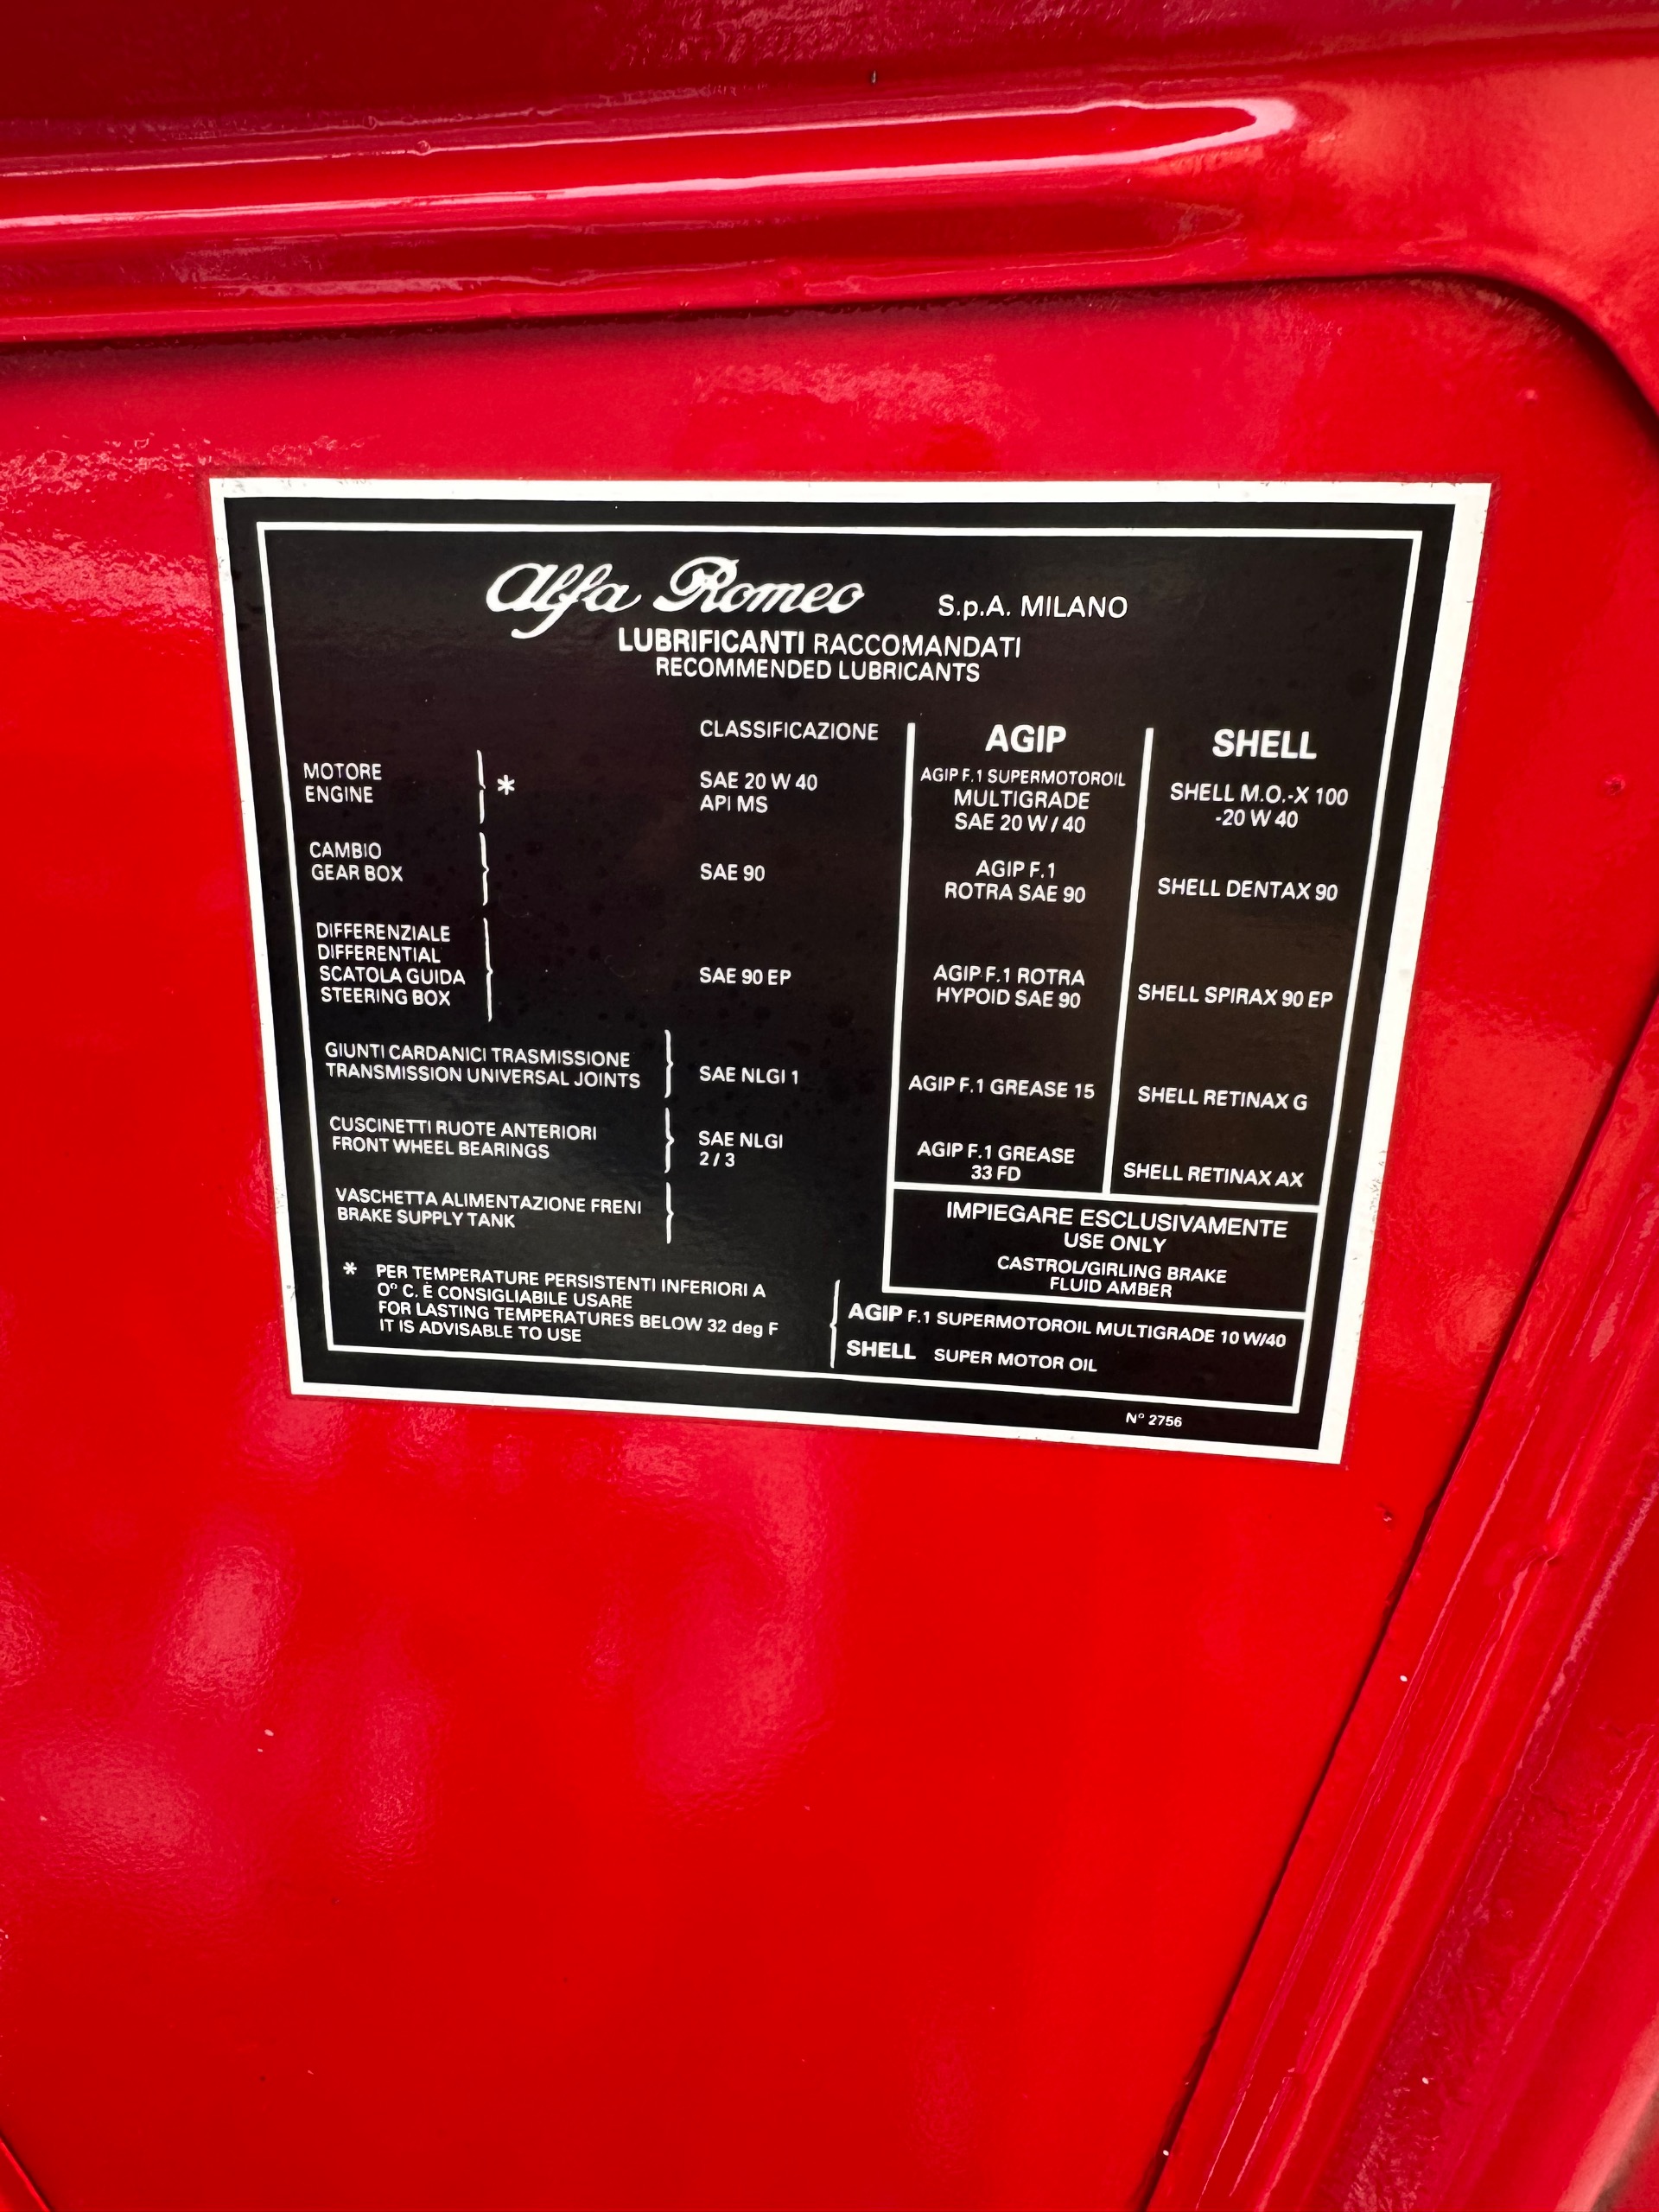 Alfa Romeo S.p.A. MILANO
LUBRIFICANTI RACCOMANDATI
RECOMMENDED LUBRICANTS
CLASSIFICAZIONE
AGIP
SHELL
MOTORE
ENGINE
*
SAE 20 W 40
API MS
AGIP F.1 SUPERMOTOROIL
MULTIGRADE
SAE 20 W / 40
SHELL M.O.-X 100
-20 W 40
CAMBIO
GEAR BOX
SAE 90
AGIP F.1
ROTRA SAE 90
SHELL DENTAX 90
DIFFERENZIALE
DIFFERENTIAL
SCATOLA GUIDA
STEERING BOX
SAE 90 EP
AGIP F.1 ROTRA
HYPOID SAE 90
SHELL SPIRAX 90 EP
GIUNTI CARDANICI TRASMISSIONE
TRANSMISSION UNIVERSAL JOINTS
SAE NLGI 1
AGIP F.1 GREASE 15
SHELL RETINAX G
CUSCINETTI RUOTE ANTERIORI
FRONT WHEEL BEARINGS
SAE NLGI
2 / 3
AGIP F.1 GREASE
33 FD
SHELL RETINAX AX
VASCHETTA ALIMENTAZIONE FRENI
BRAKE SUPPLY TANK
IMPIEGARE ESCLUSIVAMENTE
USE ONLY
CASTROL/GIRLING BRAKE
FLUID AMBER
* PER TEMPERATURE PERSISTENTI INFERIORI A
0° C. È CONSIGLIABILE USARE
FOR LASTING TEMPERATURES BELOW 32 deg F
IT IS ADVISABLE TO USE
AGIP F.1 SUPERMOTOROIL MULTIGRADE 10 W/40
SHELL SUPER MOTOR OIL
N° 2756